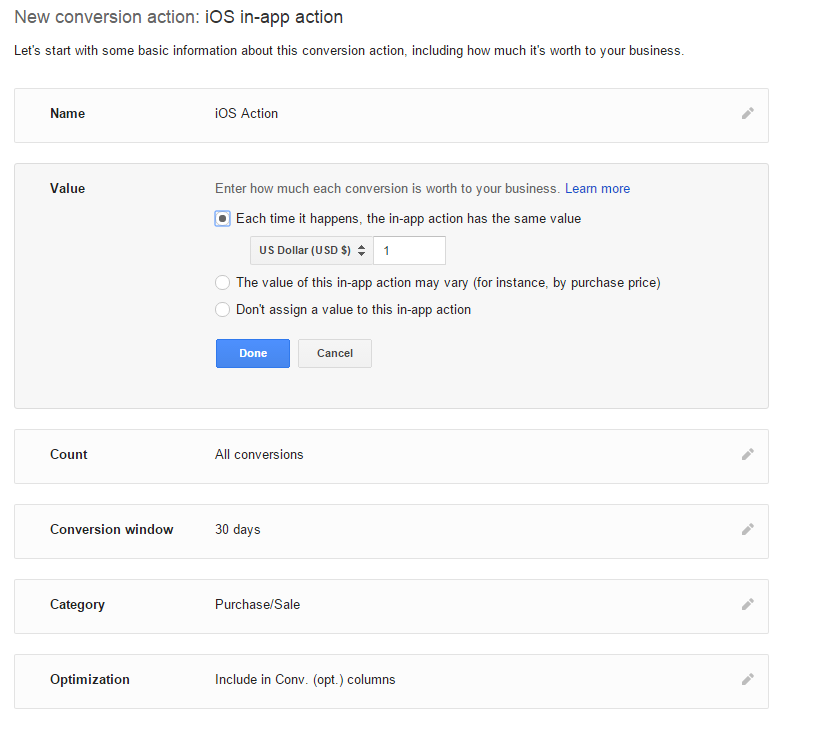 New conversion action: iOS in-app action
Let's start with some basic information about this conversion action, including how much it's worth to your business.
Name iOS Action
Value Enter how much each conversion is worth to your business. Learn more
Each time it happens, the in-app action has the same value
US Dollar (USD $) 1
The value of this in-app action may vary (for instance, by purchase price)
Don't assign a value to this in-app action
Done Cancel
Count All conversions
Conversion window 30 days
Category Purchase/Sale
Optimization Include in Conv. (opt.) columns